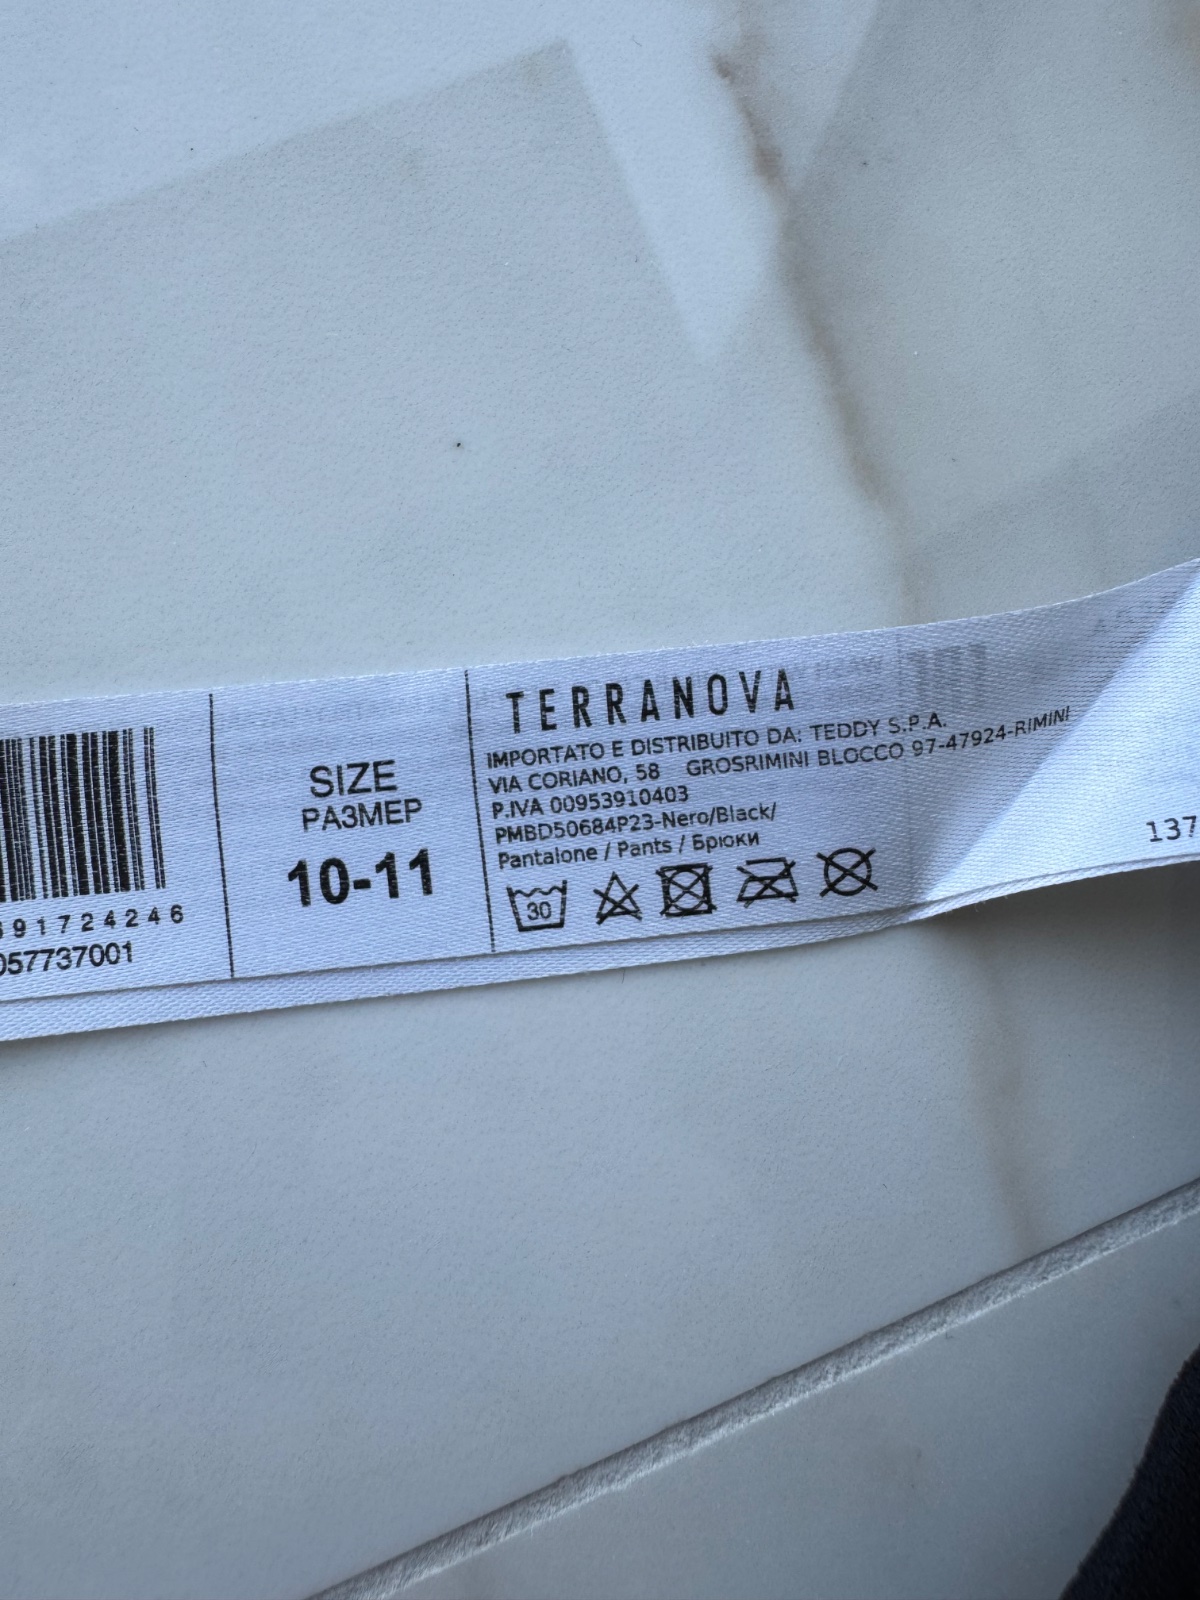 91724246
057737001
SIZE
РАЗМЕР
10-11
TERRANOVA
IMPORTATO E DISTRIBUITO DA: TEDDY S.P.A.
VIA CORIANO, 58 GROSRIMINI BLOCCO 97-47924-RIMINI
P.IVA 00953910403
PMBD50684P23-Nero/Black/
Pantalone / Pants / Брюки
30
137